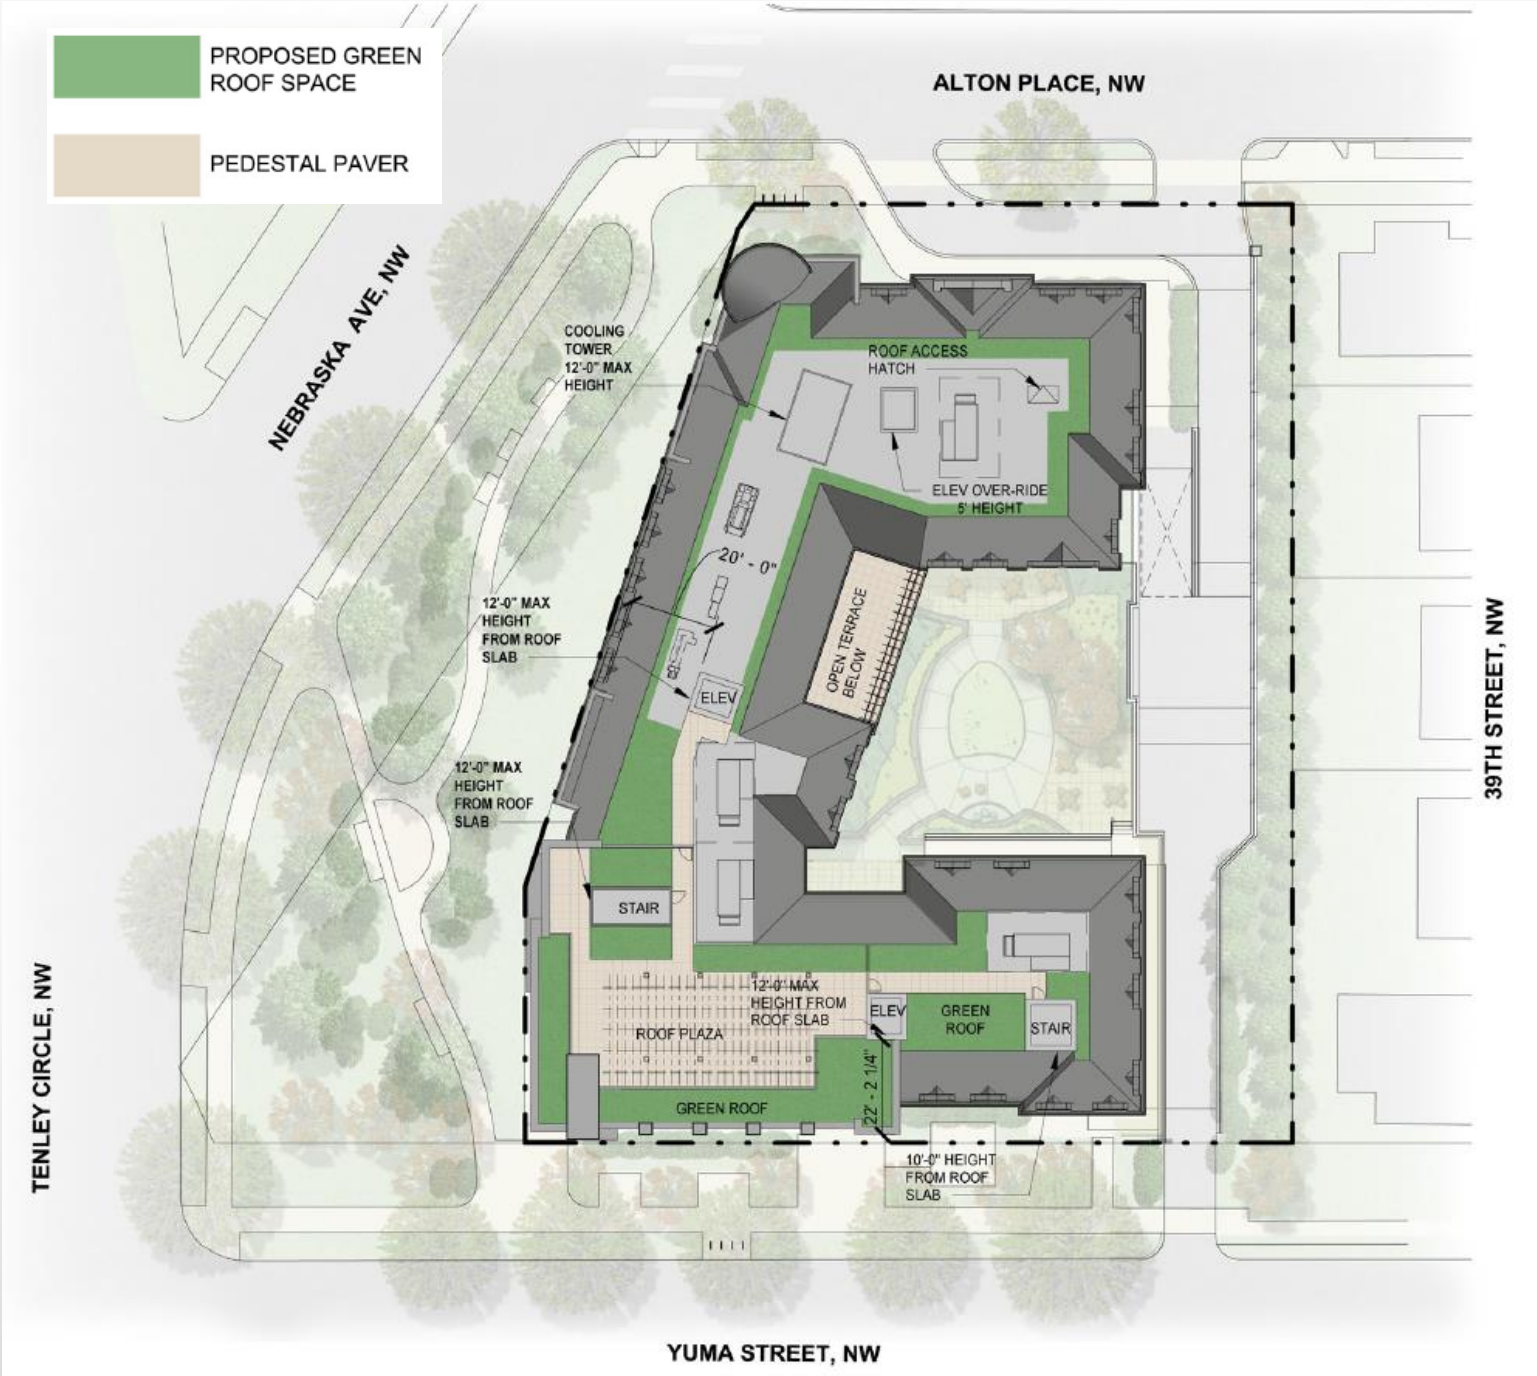 PROPOSED GREEN
ROOF SPACE
PEDESTAL PAVER
ALTON PLACE, NW
NEBRASKA AVE, NW
COOLING
TOWER
12'-0" MAX
HEIGHT
ROOF ACCESS
HATCH
ELEV OVER-RIDE
5' HEIGHT
20' - 0"
12'-0" MAX
HEIGHT
FROM ROOF
SLAB
OPEN TERRACE
BELOW
ELEV
39TH STREET, NW
12'-0" MAX
HEIGHT
FROM ROOF
SLAB
STAIR
12'-0" MAX
HEIGHT FROM
ROOF SLAB
ROOF PLAZA
ELEV
GREEN
ROOF
STAIR
22' - 2 1/4"
GREEN ROOF
TENLEY CIRCLE, NW
10'-0" HEIGHT
FROM ROOF
SLAB
YUMA STREET, NW